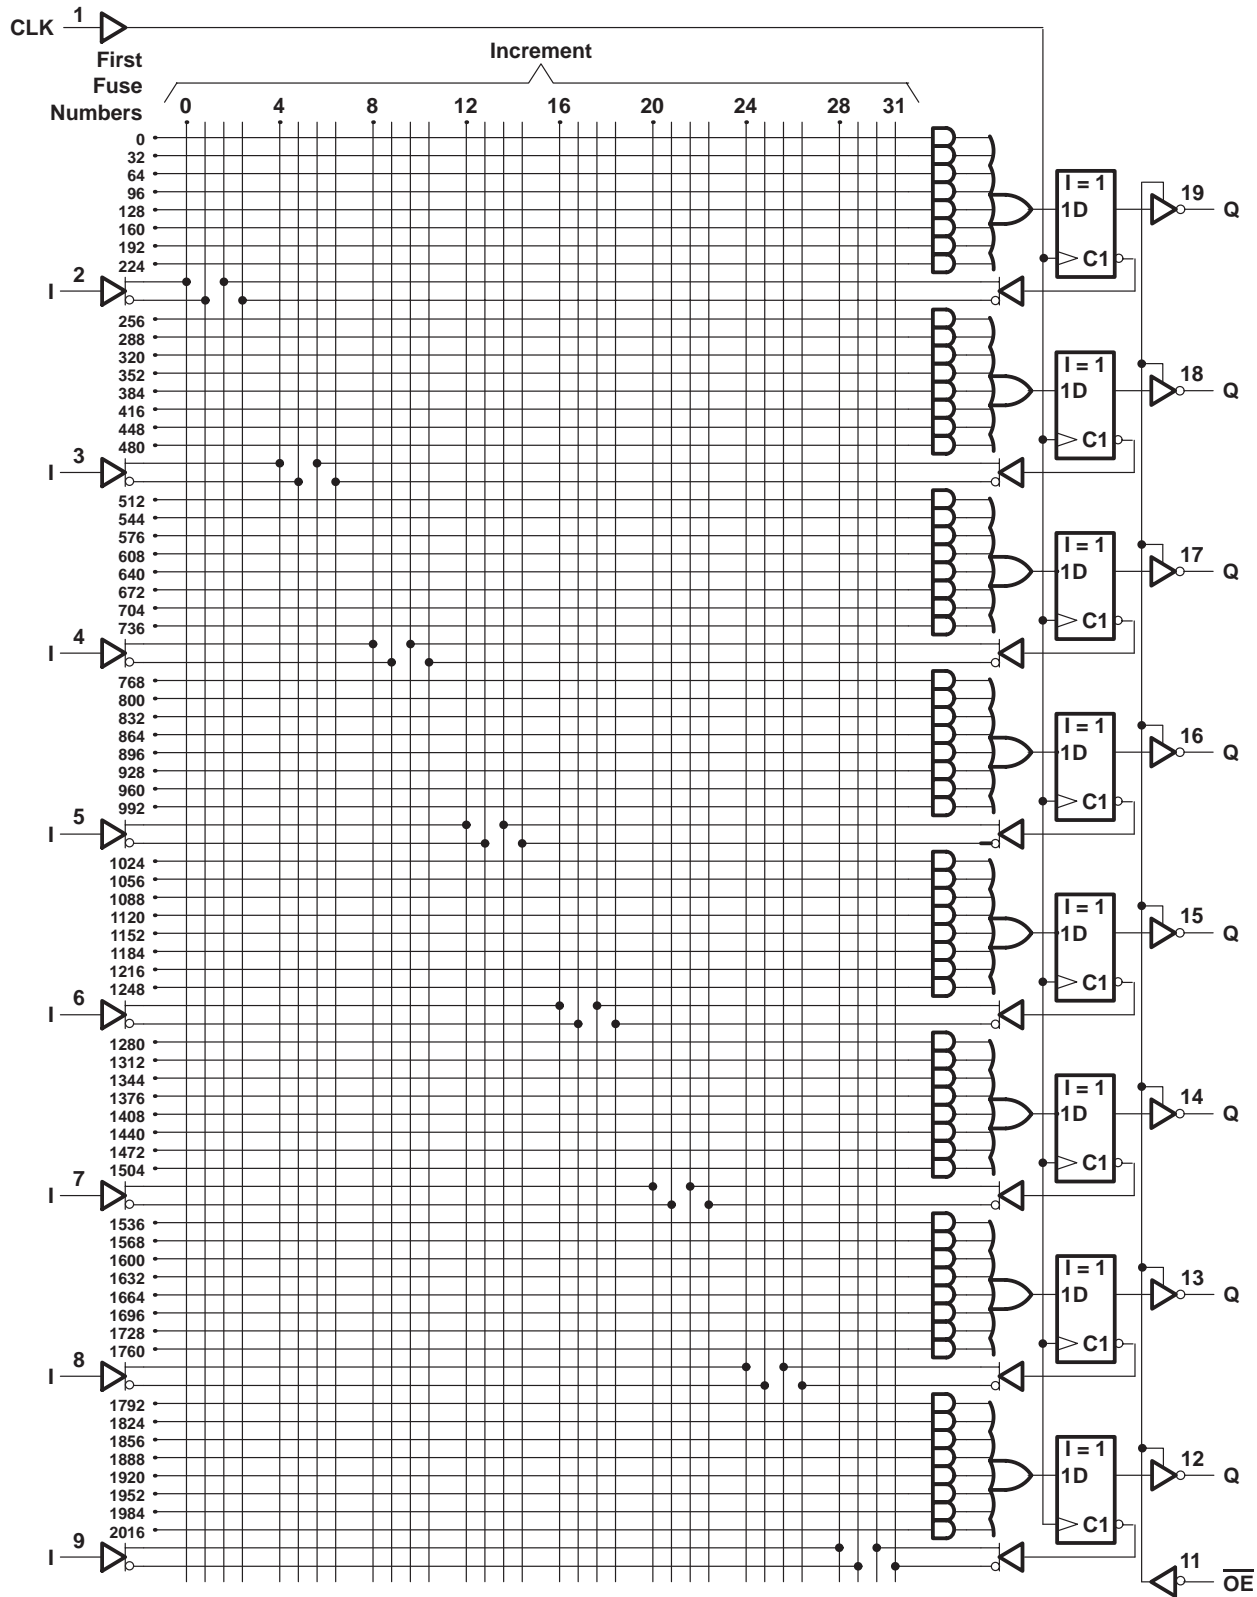 CLK 1
First
Fuse
Numbers
Increment
0 4 8 12 16 20 24 28 31
0
32
64
96
128
160
192
224
I = 1
1D
C1
19 Q
I 2
256
288
320
352
384
416
448
480
I = 1
1D
C1
18 Q
I 3
512
544
576
608
640
672
704
736
I = 1
1D
C1
17 Q
I 4
768
800
832
864
896
928
960
992
I = 1
1D
C1
16 Q
I 5
1024
1056
1088
1120
1152
1184
1216
1248
I = 1
1D
C1
15 Q
I 6
1280
1312
1344
1376
1408
1440
1472
1504
I = 1
1D
C1
14 Q
I 7
1536
1568
1600
1632
1664
1696
1728
1760
I = 1
1D
C1
13 Q
I 8
1792
1824
1856
1888
1920
1952
1984
2016
I = 1
1D
C1
12 Q
I 9
11 O̅E̅